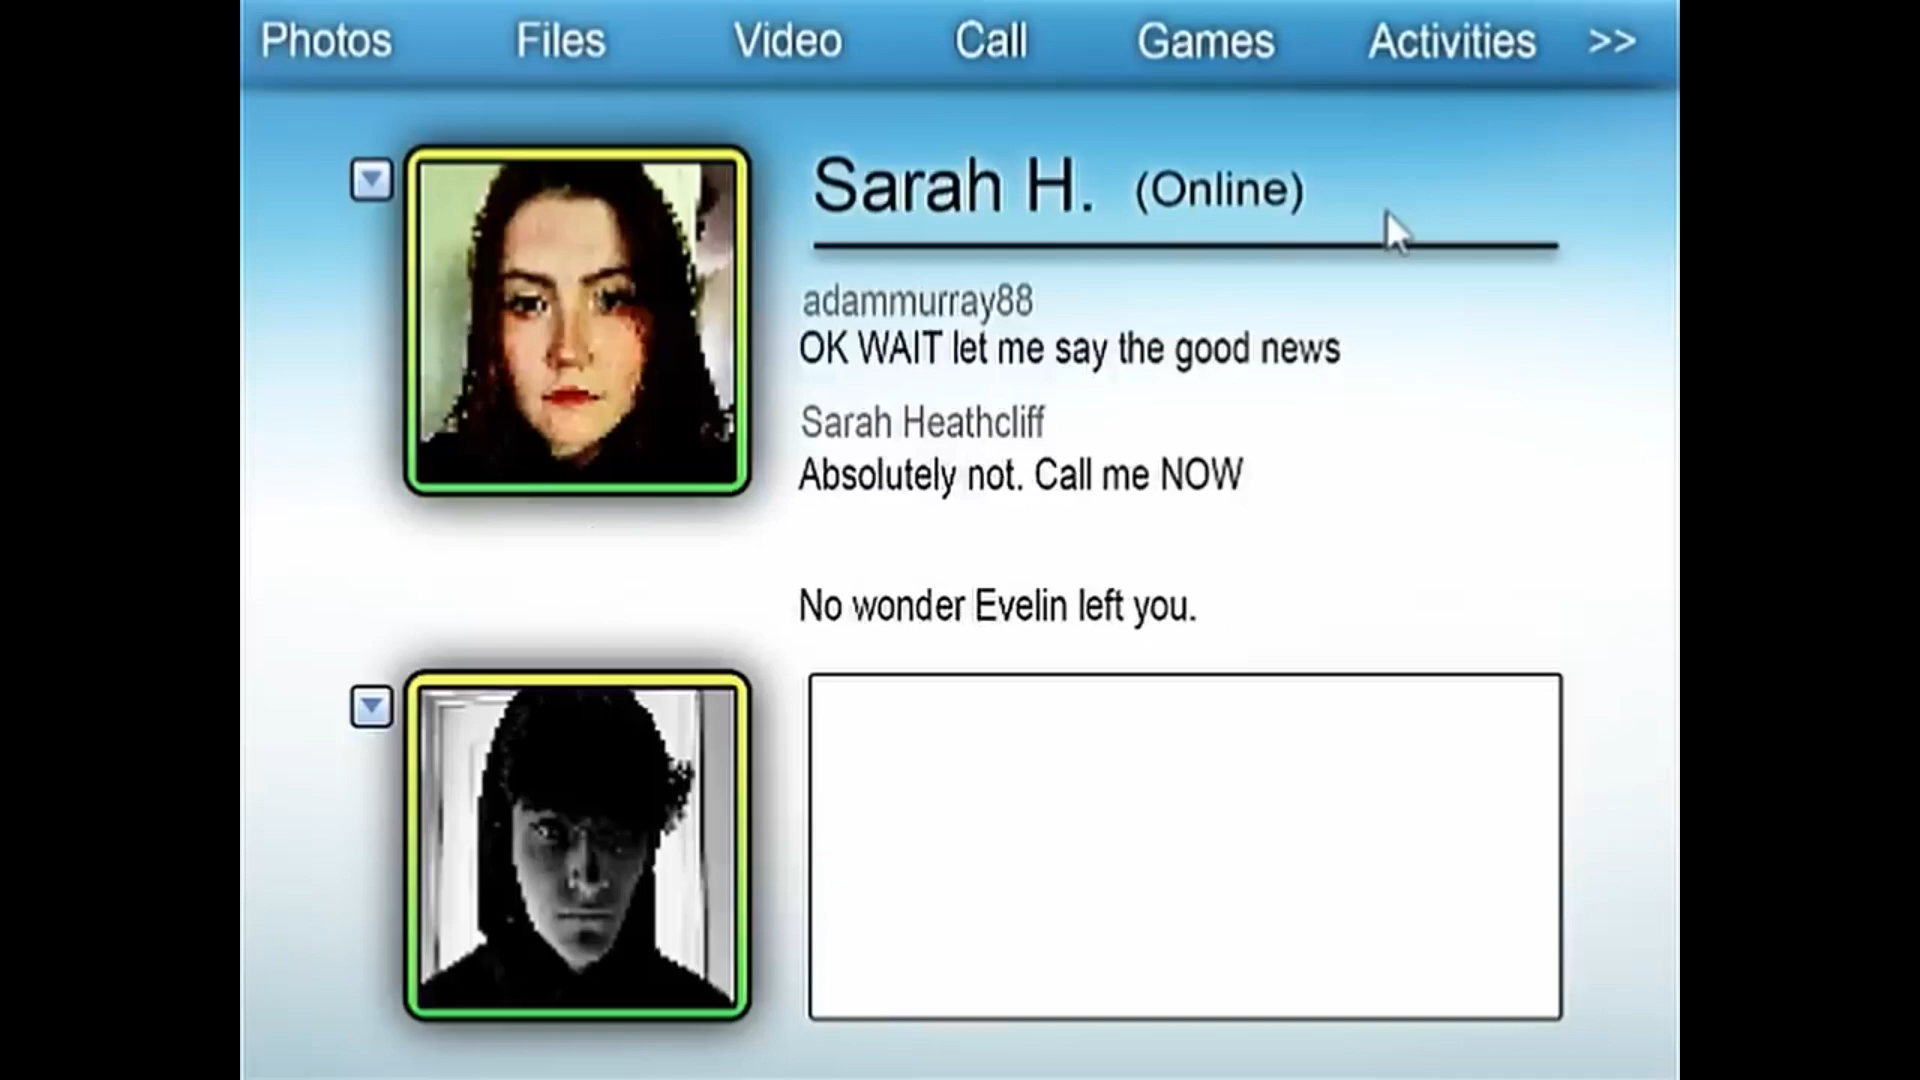 Photos Files Video Call Games Activities >>
Sarah H. (Online)
adammurray88
OK WAIT let me say the good news
Sarah Heathcliff
Absolutely not. Call me NOW
No wonder Evelin left you.